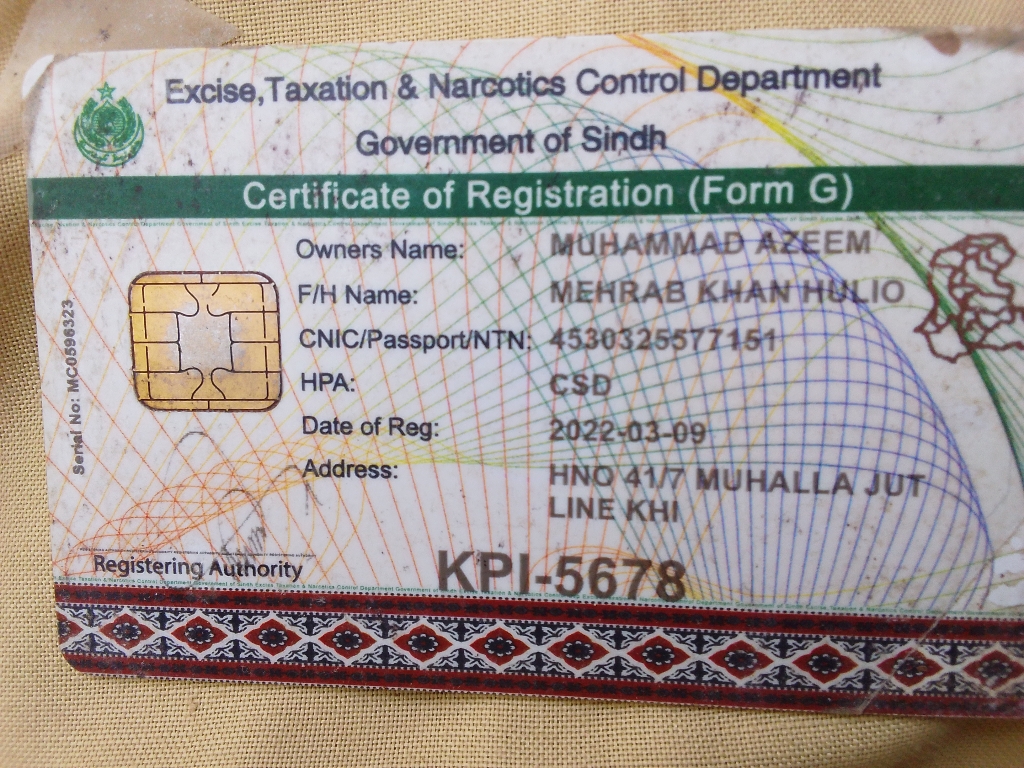 Excise, Taxation & Narcotics Control Department
Government of Sindh
Certificate of Registration (Form G)
Owners Name: MUHAMMAD AZEEM
F/H Name: MEHRAB KHAN HULIO
CNIC/Passport/NTN: 4530325577151
HPA: CSD
Date of Reg: 2022-03-09
Address: HNO 41/7 MUHALLA JUT
LINE KHI
Serial No: MC0596323
Registering Authority
KPI-5678